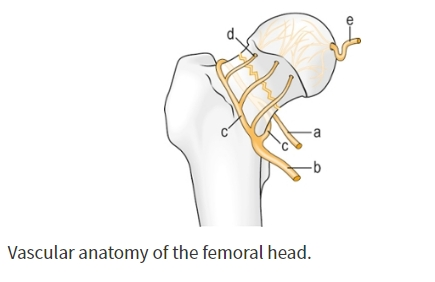 e
d
c
a
c
b
Vascular anatomy of the femoral head.